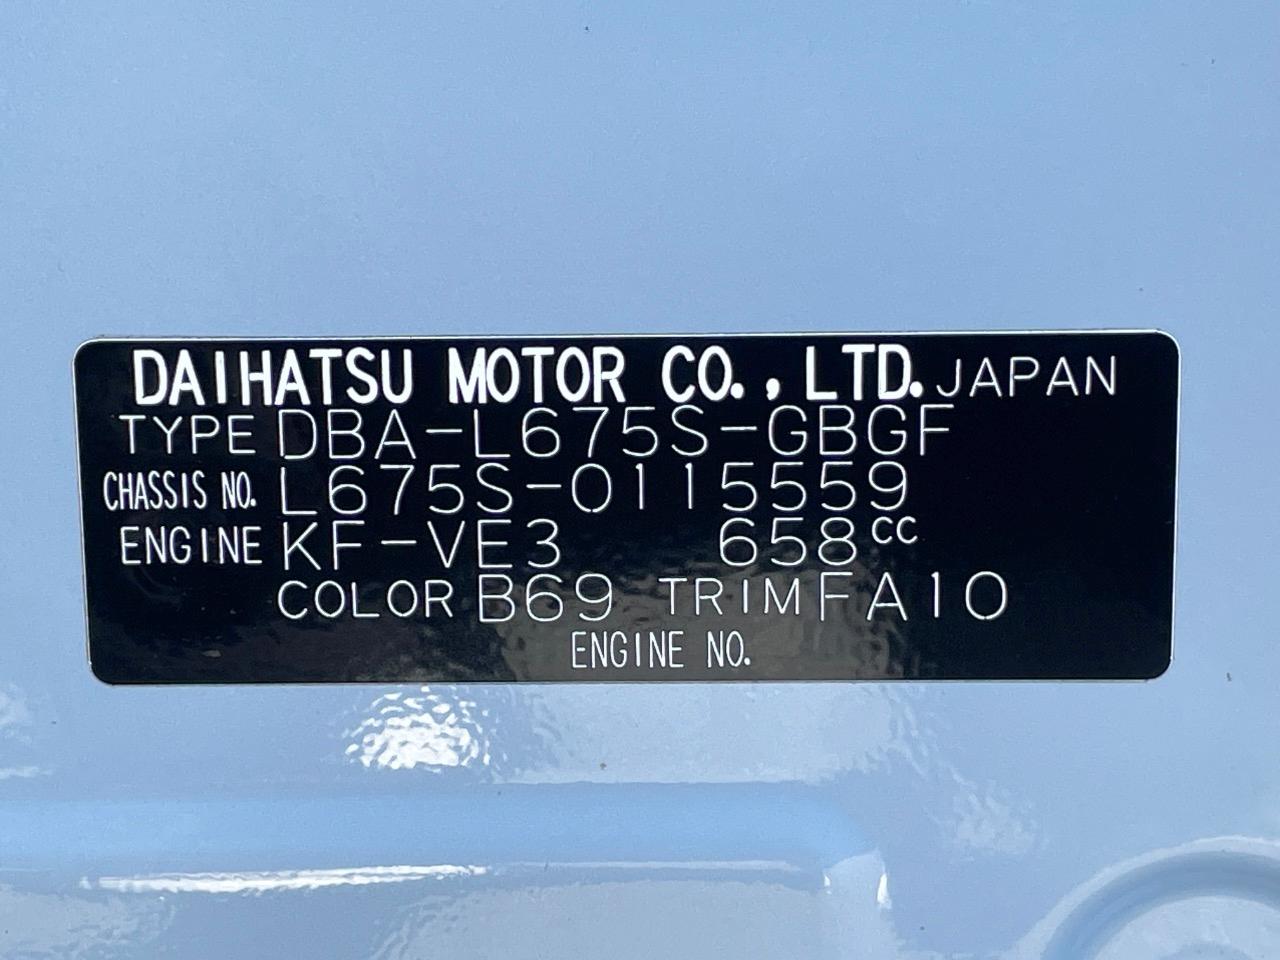 DAIHATSU MOTOR CO., LTD. JAPAN
TYPE DBA-L675S-GBGF
CHASSIS NO. L675S-0115559
ENGINE KF-VE3 658cc
COLOR B69 TRIM FA10
ENGINE NO.